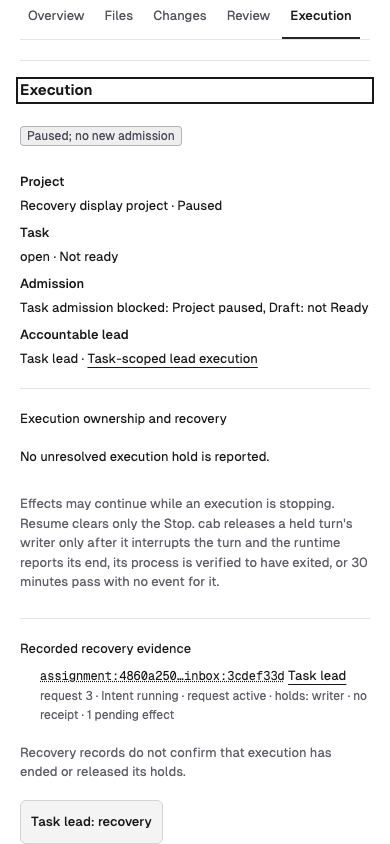 Overview Files Changes Review Execution
Execution
Paused; no new admission
Project
Recovery display project · Paused
Task
open · Not ready
Admission
Task admission blocked: Project paused, Draft: not Ready
Accountable lead
Task lead · Task-scoped lead execution
Execution ownership and recovery
No unresolved execution hold is reported.
Effects may continue while an execution is stopping.
Resume clears only the Stop. cab releases a held turn's
writer only after it interrupts the turn and the runtime
reports its end, its process is verified to have exited, or 30
minutes pass with no event for it.
Recorded recovery evidence
assignment:4860a250…inbox:3cdef33d Task lead
request 3 · Intent running · request active · holds: writer · no
receipt · 1 pending effect
Recovery records do not confirm that execution has
ended or released its holds.
Task lead: recovery